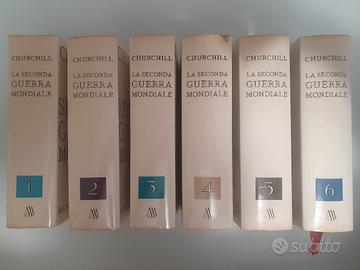 CHURCHILL
LA SECONDA
GUERRA
MONDIALE
1
CHURCHILL
LA SECONDA
GUERRA
MONDIALE
2
CHURCHILL
LA SECONDA
GUERRA
MONDIALE
3
CHURCHILL
LA SECONDA
GUERRA
MONDIALE
4
CHURCHILL
LA SECONDA
GUERRA
MONDIALE
5
CHURCHILL
LA SECONDA
GUERRA
MONDIALE
6
subito